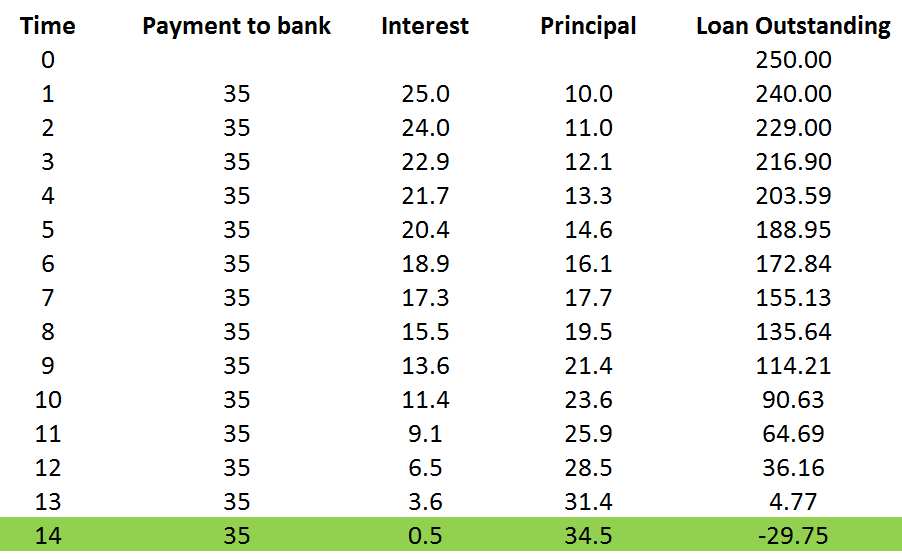 Time Payment to bank Interest Principal Loan Outstanding
0 250.00
1 35 25.0 10.0 240.00
2 35 24.0 11.0 229.00
3 35 22.9 12.1 216.90
4 35 21.7 13.3 203.59
5 35 20.4 14.6 188.95
6 35 18.9 16.1 172.84
7 35 17.3 17.7 155.13
8 35 15.5 19.5 135.64
9 35 13.6 21.4 114.21
10 35 11.4 23.6 90.63
11 35 9.1 25.9 64.69
12 35 6.5 28.5 36.16
13 35 3.6 31.4 4.77
14 35 0.5 34.5 -29.75